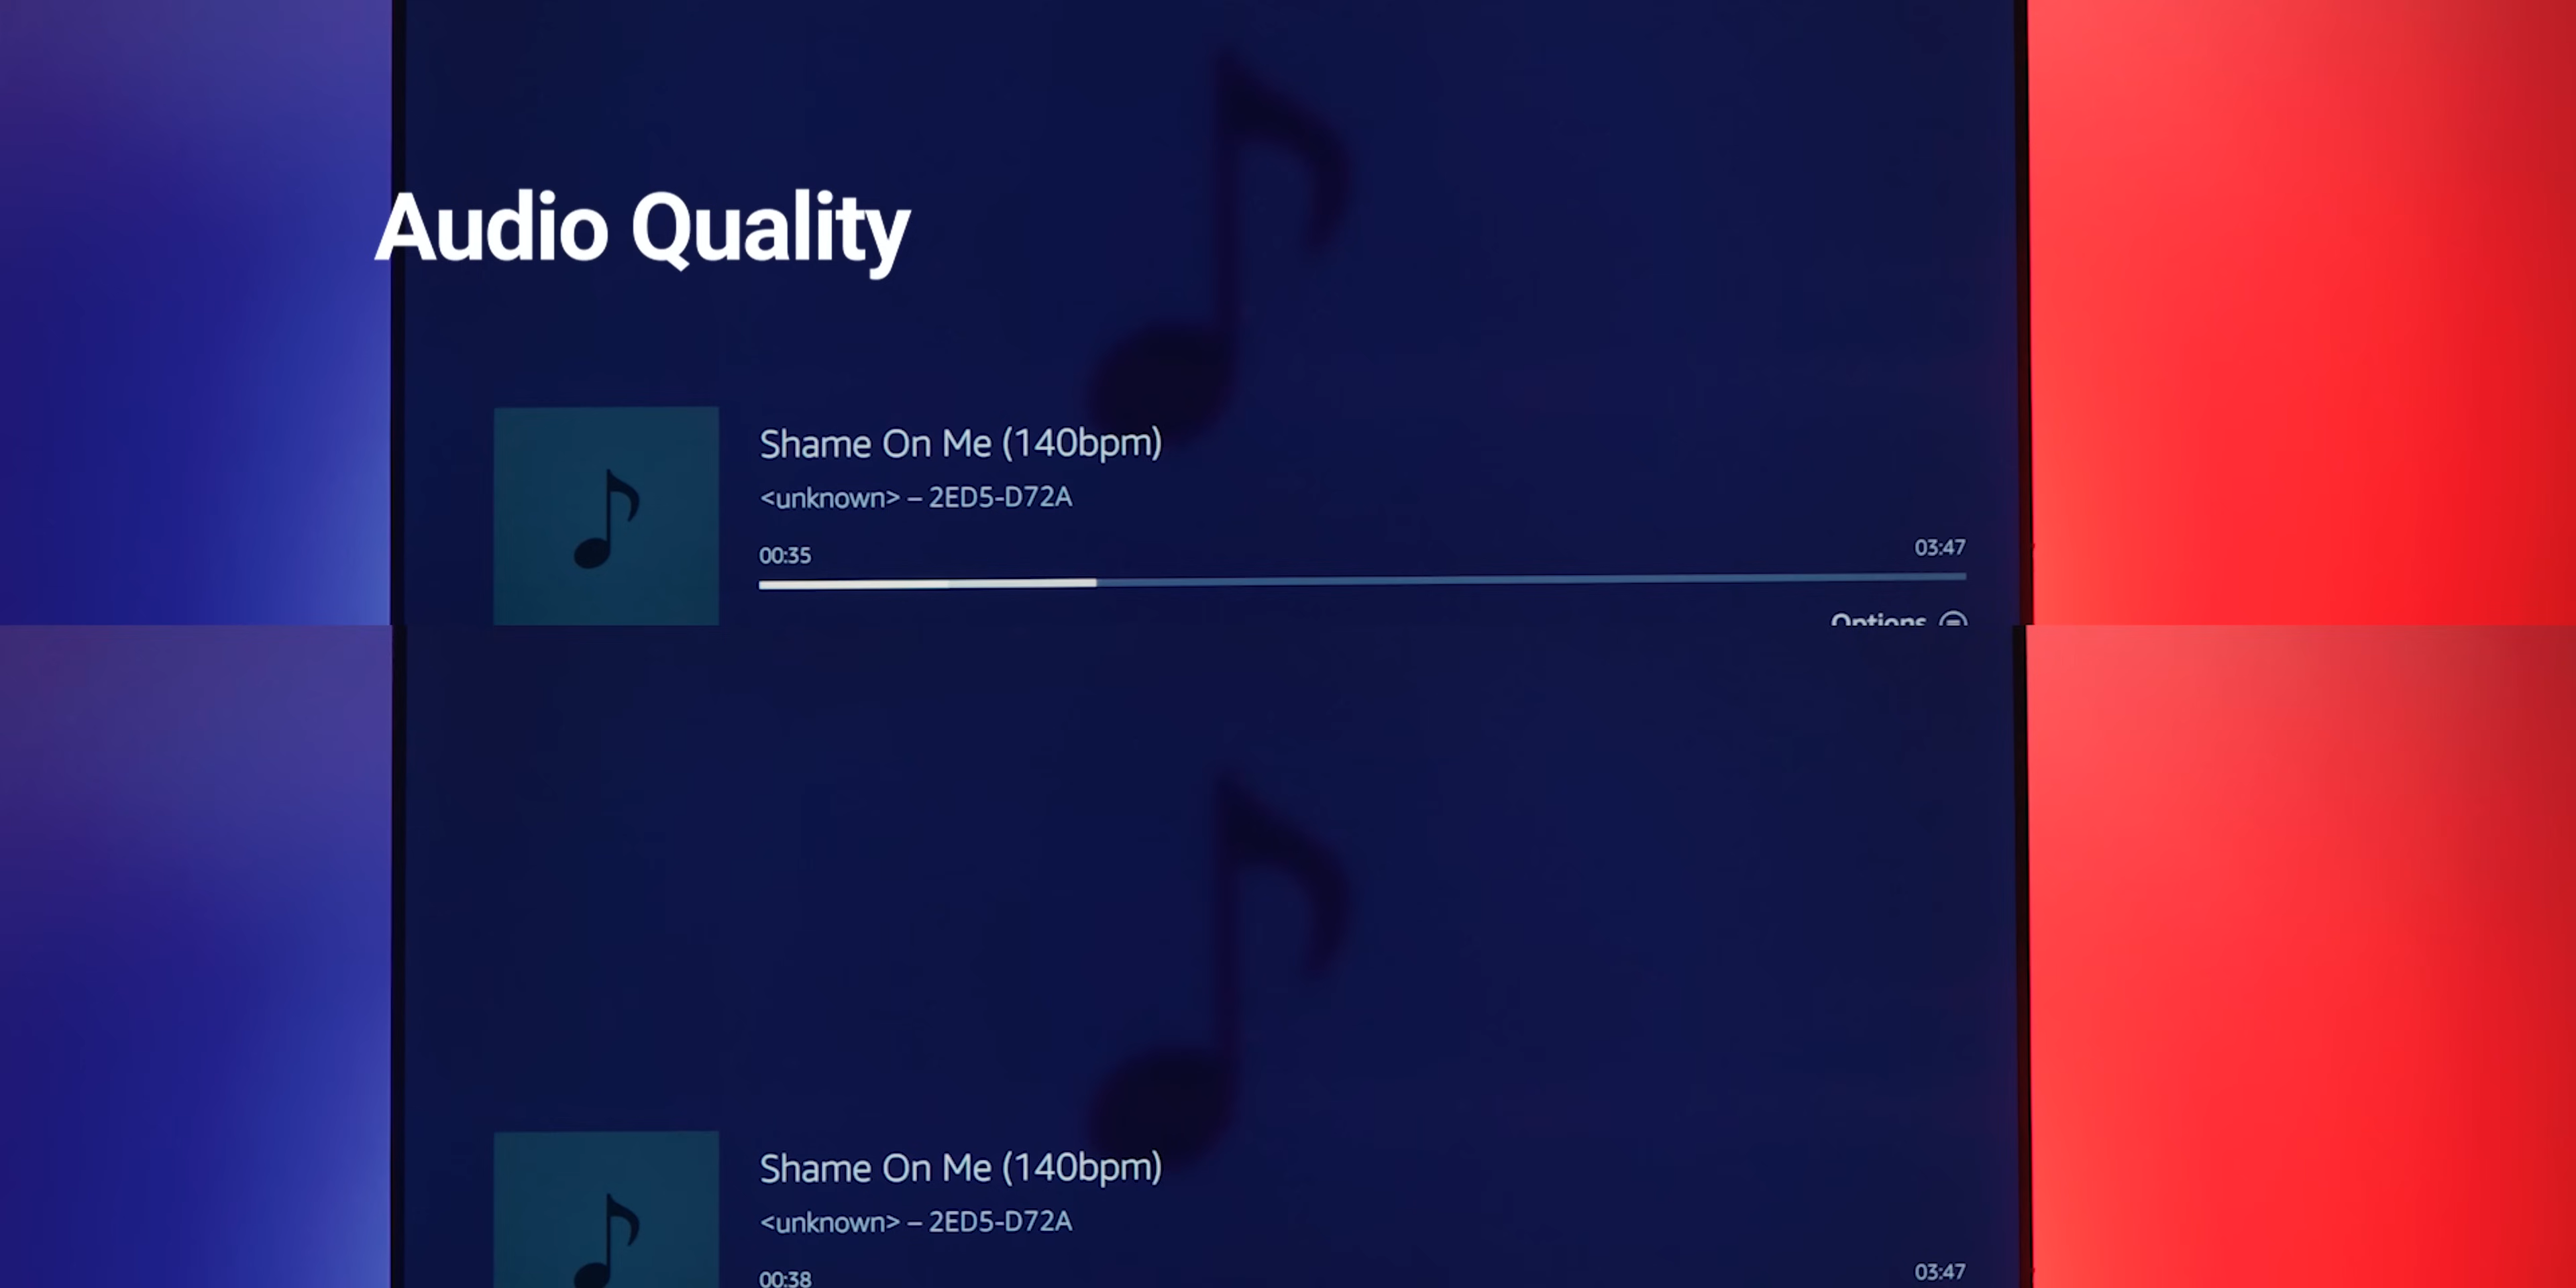 Audio Quality
Shame On Me (140bpm)
<unknown> – 2ED5-D72A
00:35
03:47
Options
Shame On Me (140bpm)
<unknown> – 2ED5-D72A
00:38
03:47